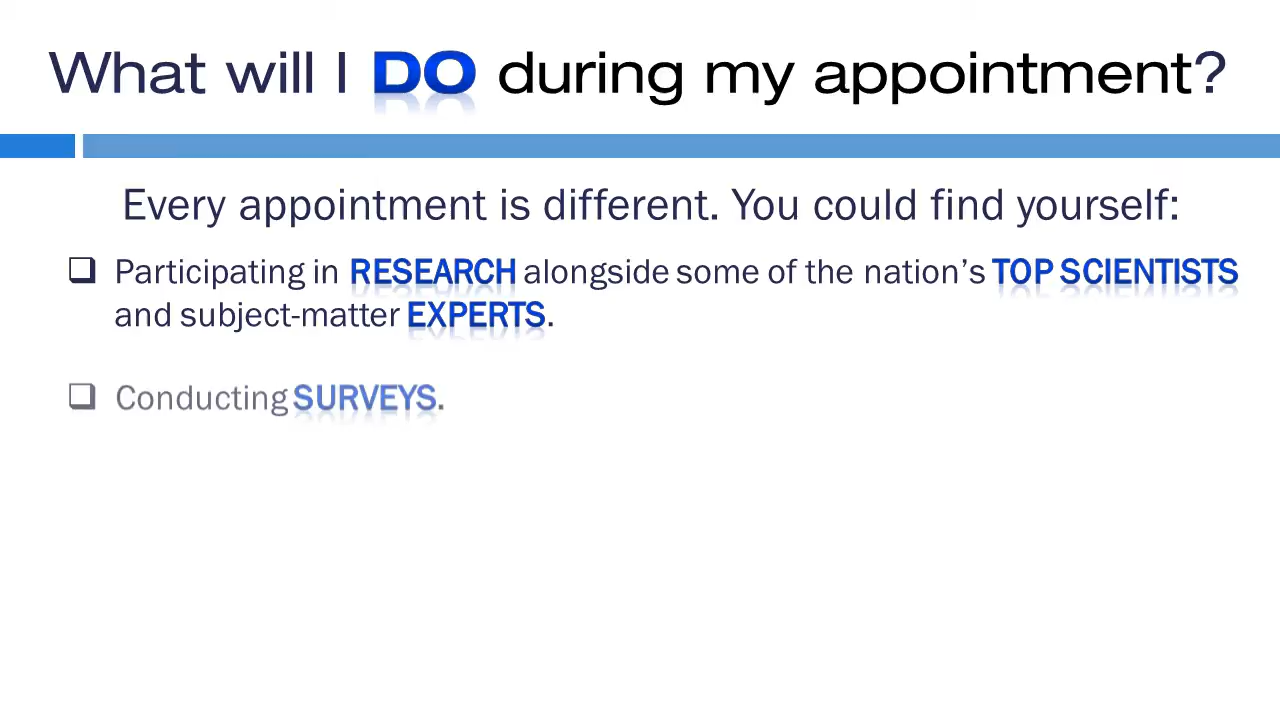 What will I DO during my appointment?
Every appointment is different. You could find yourself:
Participating in RESEARCH alongside some of the nation’s TOP SCIENTISTS
and subject-matter EXPERTS.
Conducting SURVEYS.